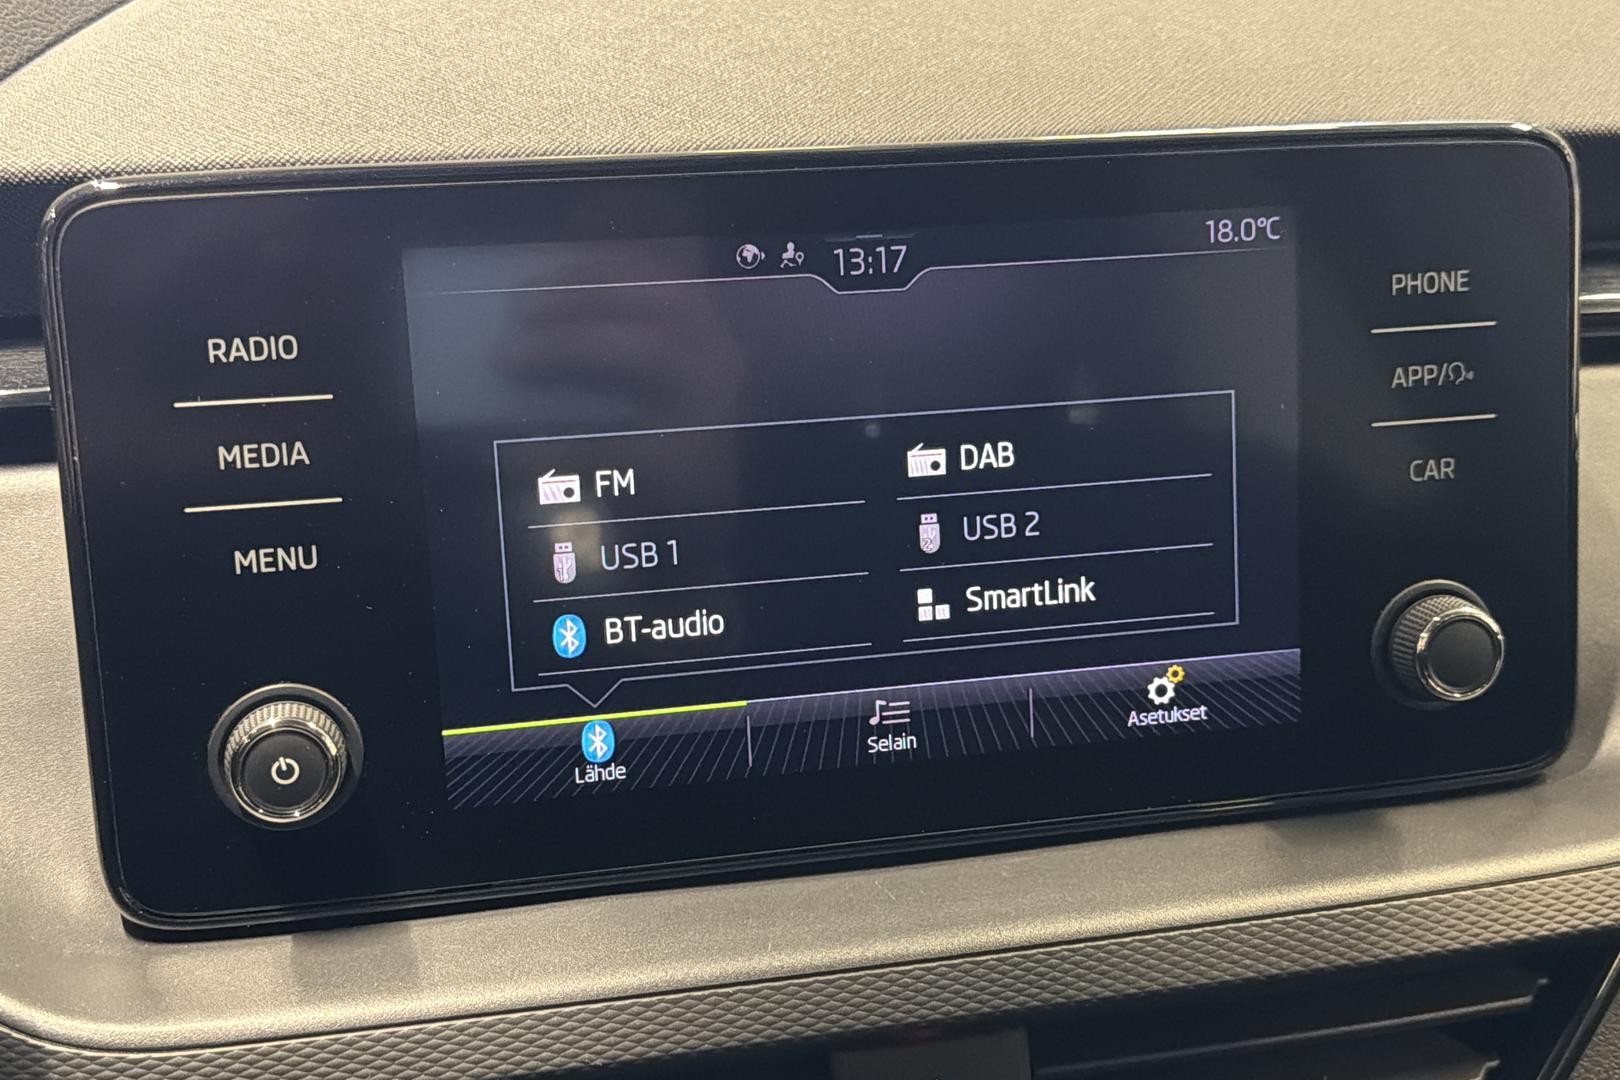 13:17
18.0°C
RADIO
MEDIA
MENU
FM
DAB
USB 1
USB 2
BT-audio
SmartLink
Lähde
Selain
Asetukset
PHONE
APP/
CAR